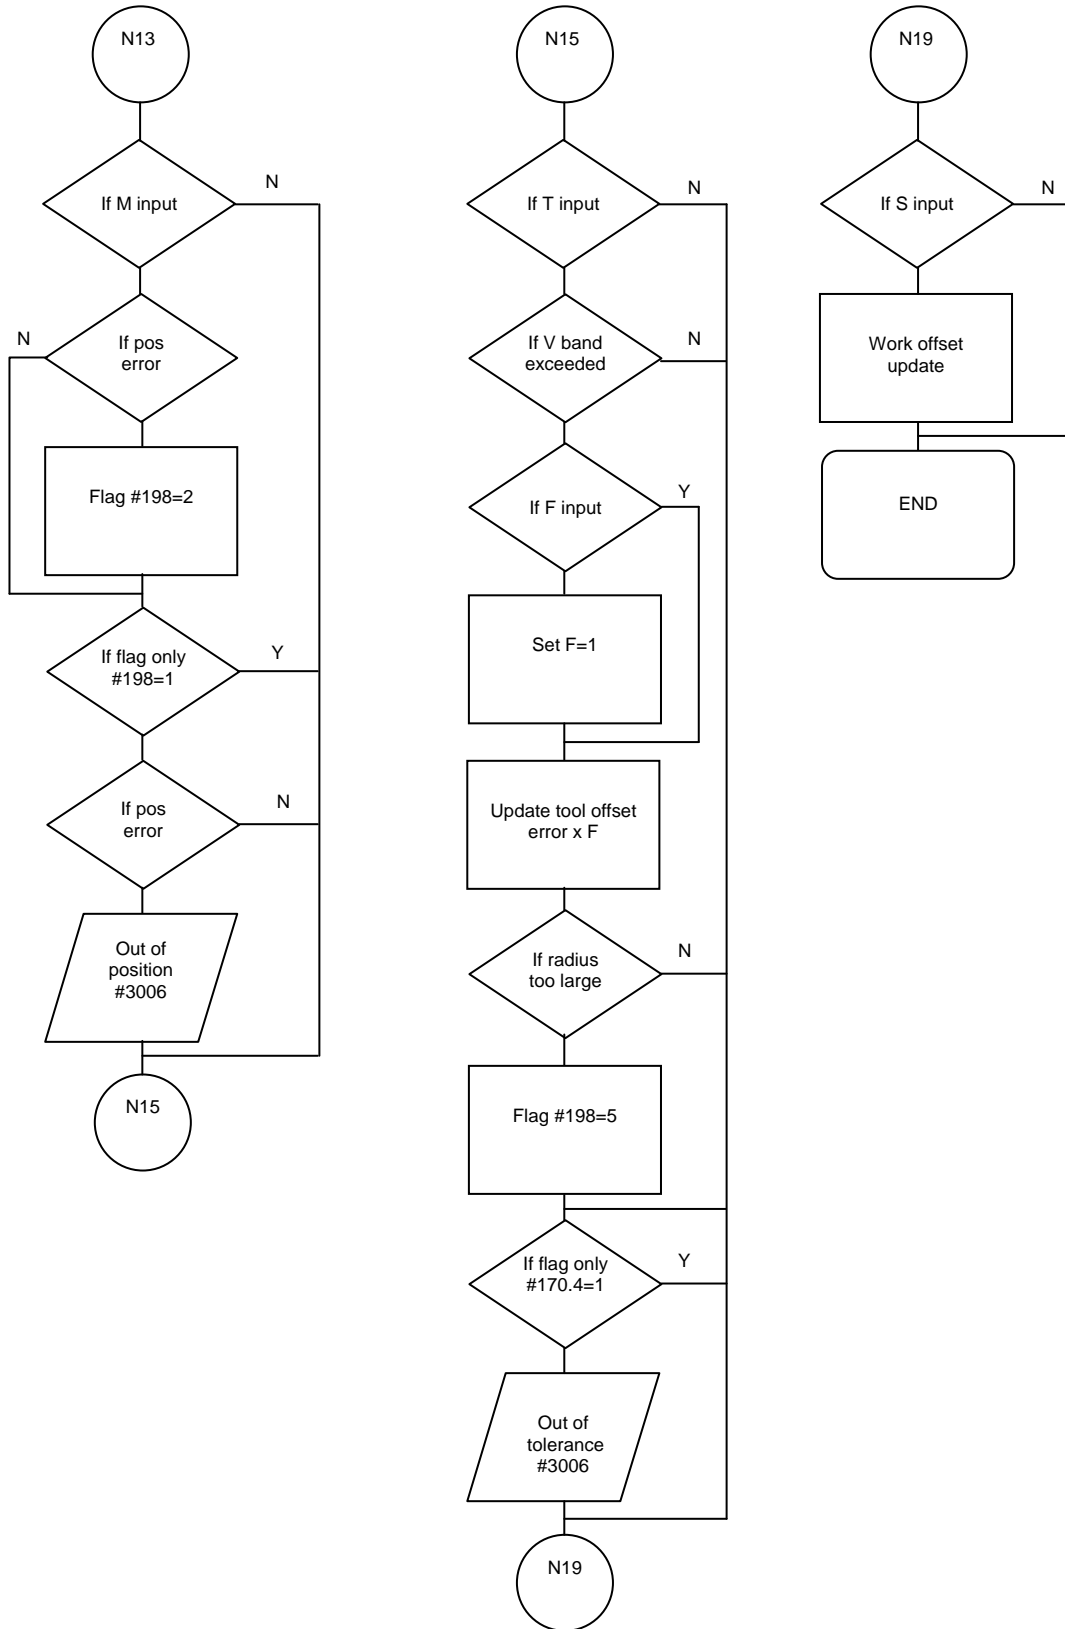 N13
If M input
N
If pos
error
N
Flag #198=2
If flag only
#198=1
Y
If pos
error
N
Out of
position
#3006
N15
N15
If T input
N
If V band
exceeded
N
If F input
Y
Set F=1
Update tool offset
error x F
If radius
too large
N
Flag #198=5
If flag only
#170.4=1
Y
Out of
tolerance
#3006
N19
N19
If S input
N
Work offset
update
END